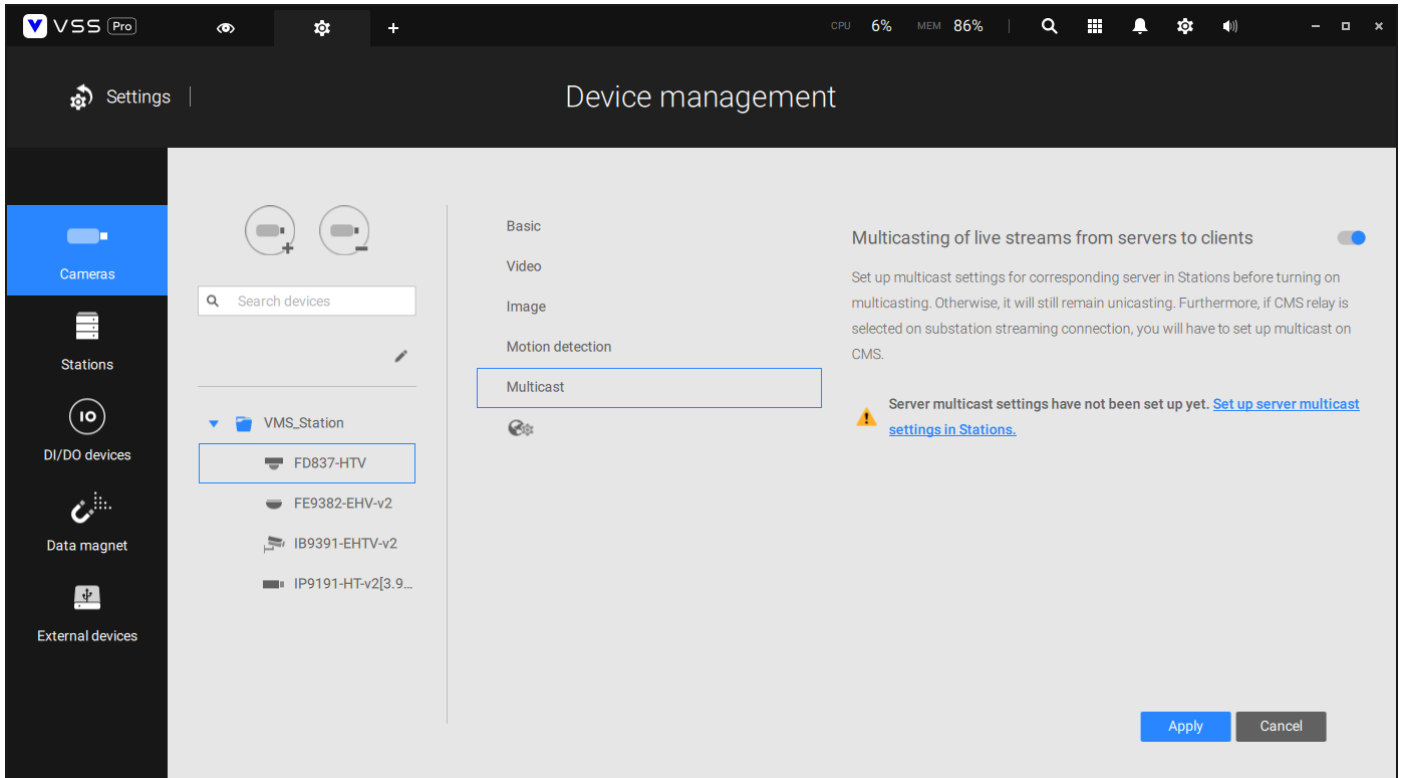 VSS Pro
CPU 6% MEM 86%
Settings
Device management
Cameras
Stations
IO
DI/DO devices
Data magnet
External devices
Search devices
VMS_Station
FD837-HTV
FE9382-EHV-v2
IB9391-EHTV-v2
IP9191-HT-v2[3.9...
Basic
Video
Image
Motion detection
Multicast
Multicasting of live streams from servers to clients
Set up multicast settings for corresponding server in Stations before turning on
multicasting. Otherwise, it will still remain unicasting. Furthermore, if CMS relay is
selected on substation streaming connection, you will have to set up multicast on
CMS.
Server multicast settings have not been set up yet. Set up server multicast
settings in Stations.
Apply
Cancel